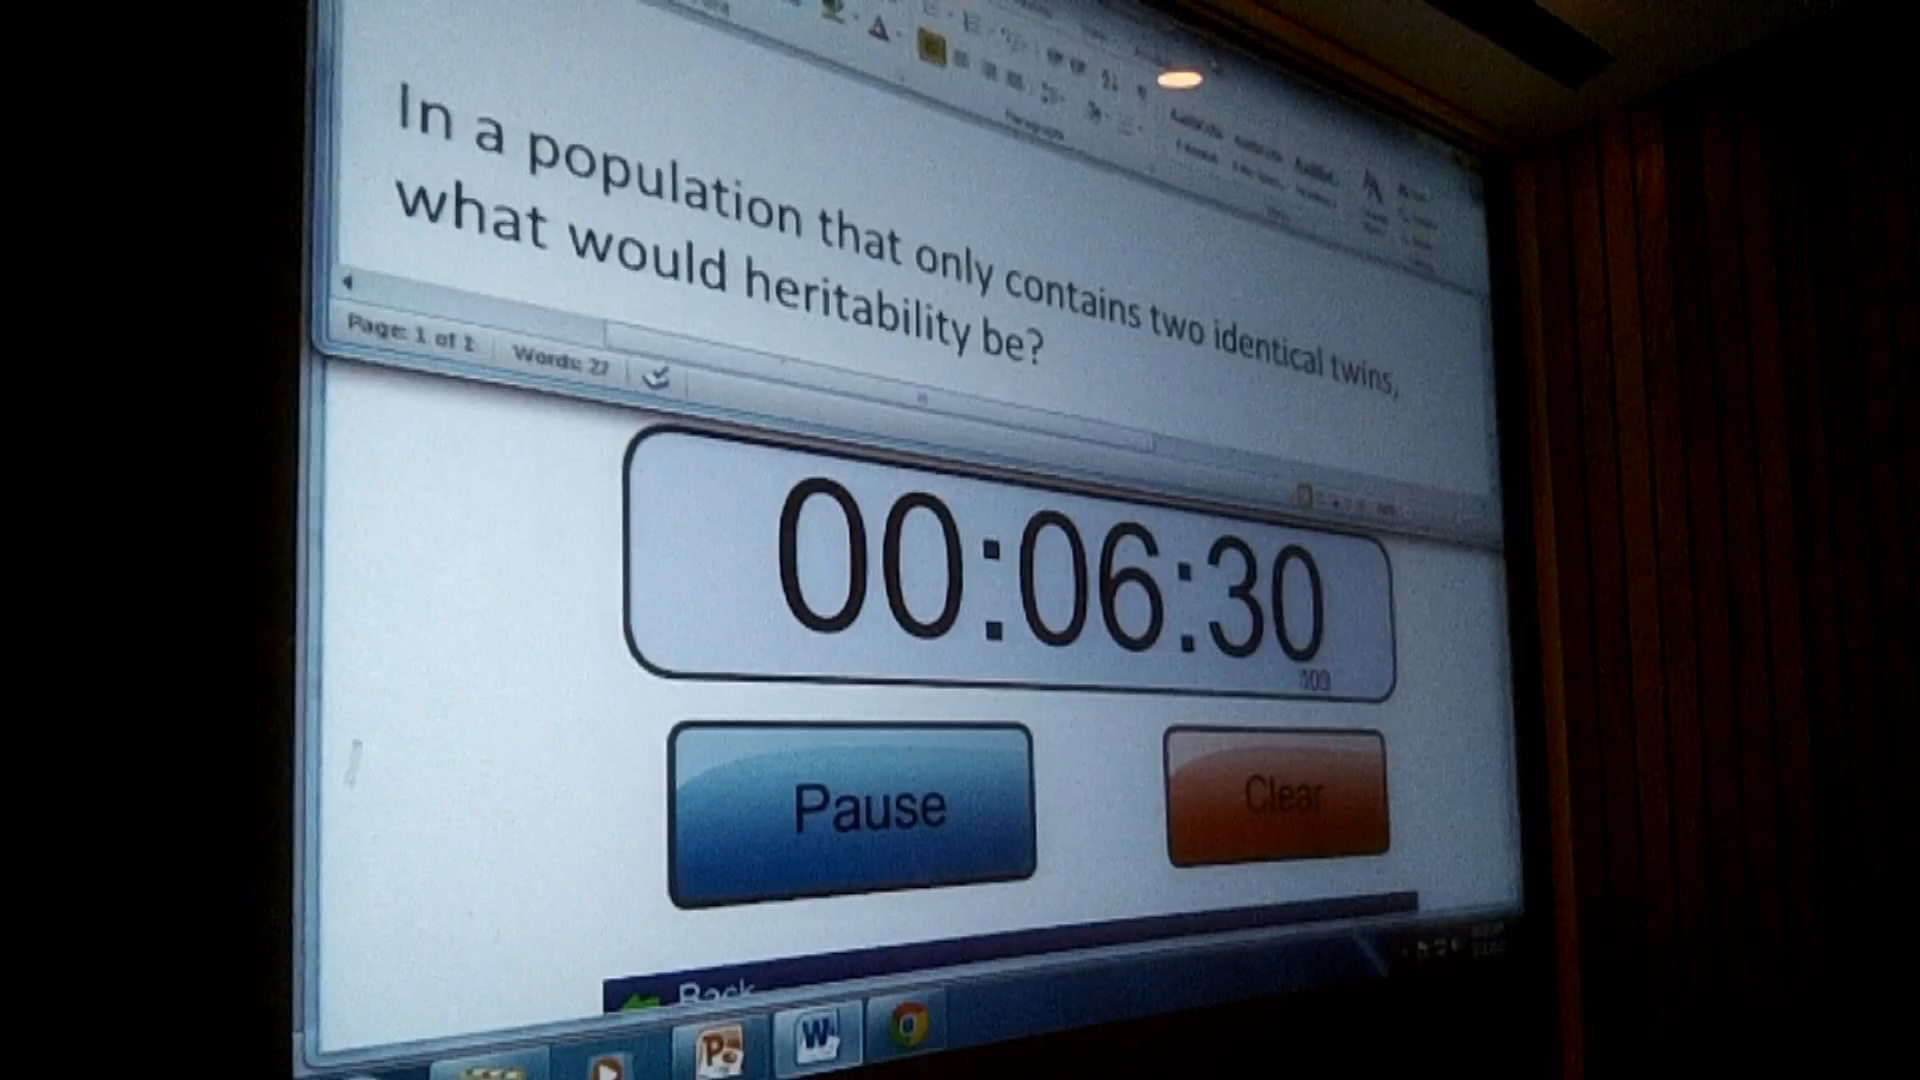 Paragraph
In a population that only contains two identical twins,
what would heritability be?
Page: 1 of 1
Words: 27
00:06:30
Pause
Clear
Back